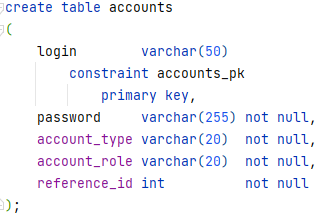 create table accounts
(
    login        varchar(50)
        constraint accounts_pk
            primary key,
    password     varchar(255) not null,
    account_type varchar(20)  not null,
    account_role varchar(20)  not null,
    reference_id int          not null
);